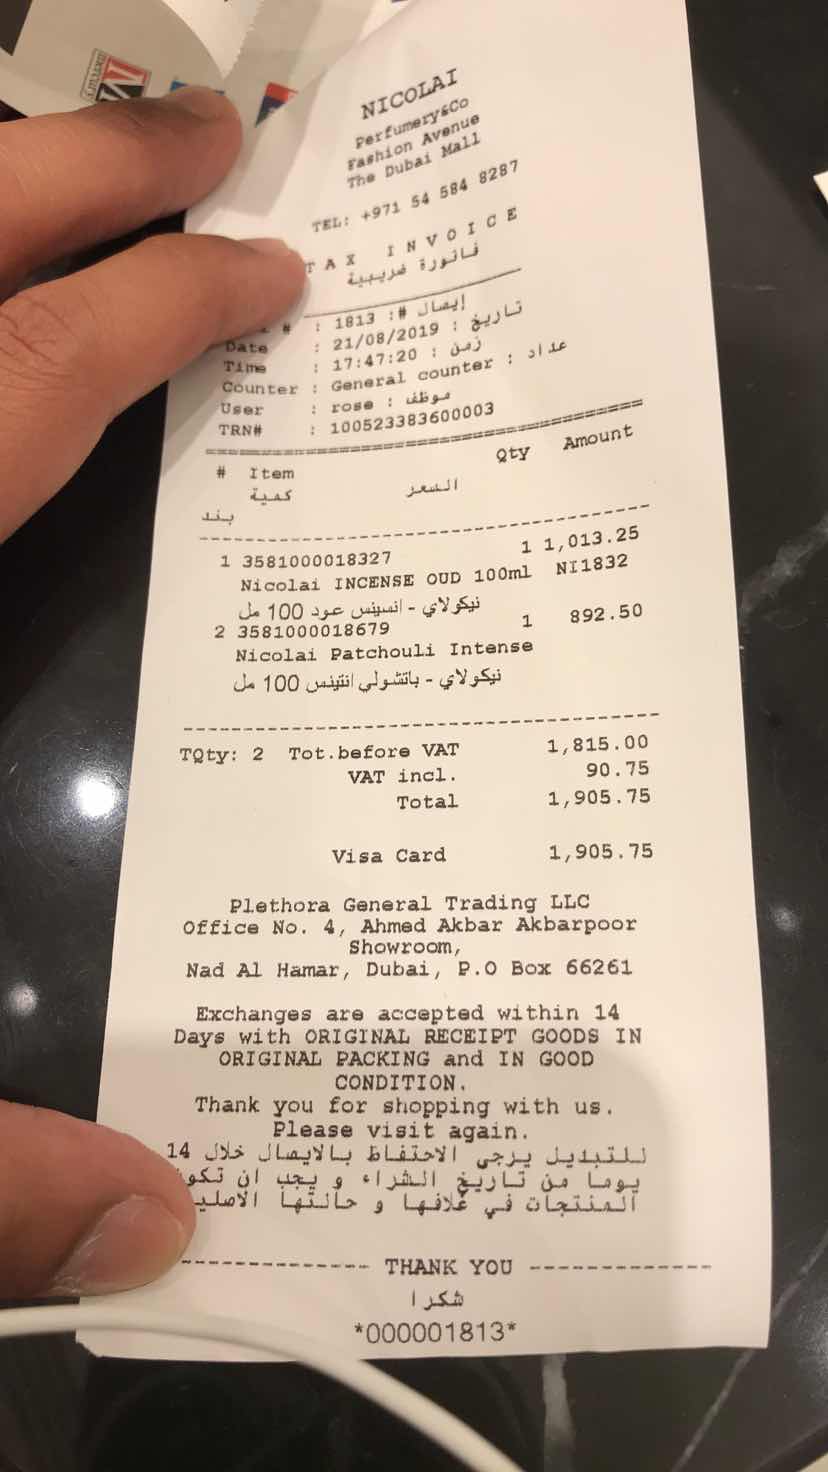 NICOLAI
Perfumery&Co
Fashion Avenue
The Dubai Mall
TEL: +971 54 584 8287
TAX INVOICE
فاتورة ضريبية
# : 1813 :# إيصال
Date : 21/08/2019 : تاريخ
Time : 17:47:20 : زمن
Counter : General counter : عداد
User : rose : موظف
TRN# : 100523383600003
# Item Qty Amount
كمية السعر
بند
1 3581000018327 1 1,013.25
Nicolai INCENSE OUD 100ml NI1832
نيكولاي - انسينس عود 100 مل
2 3581000018679 1 892.50
Nicolai Patchouli Intense
نيكولاي - باتشولي انتينس 100 مل
TQty: 2 Tot.before VAT 1,815.00
VAT incl. 90.75
Total 1,905.75
Visa Card 1,905.75
Plethora General Trading LLC
Office No. 4, Ahmed Akbar Akbarpoor
Showroom,
Nad Al Hamar, Dubai, P.O Box 66261
Exchanges are accepted within 14
Days with ORIGINAL RECEIPT GOODS IN
ORIGINAL PACKING and IN GOOD
CONDITION.
Thank you for shopping with us.
Please visit again.
للتبديل يرجى الاحتفاظ بالايصال خلال 14
يوما من تاريخ الشراء و يجب ان تكون
المنتجات في غلافها و حالتها الاصلي
--------------- THANK YOU ---------------
شكرا
*000001813*